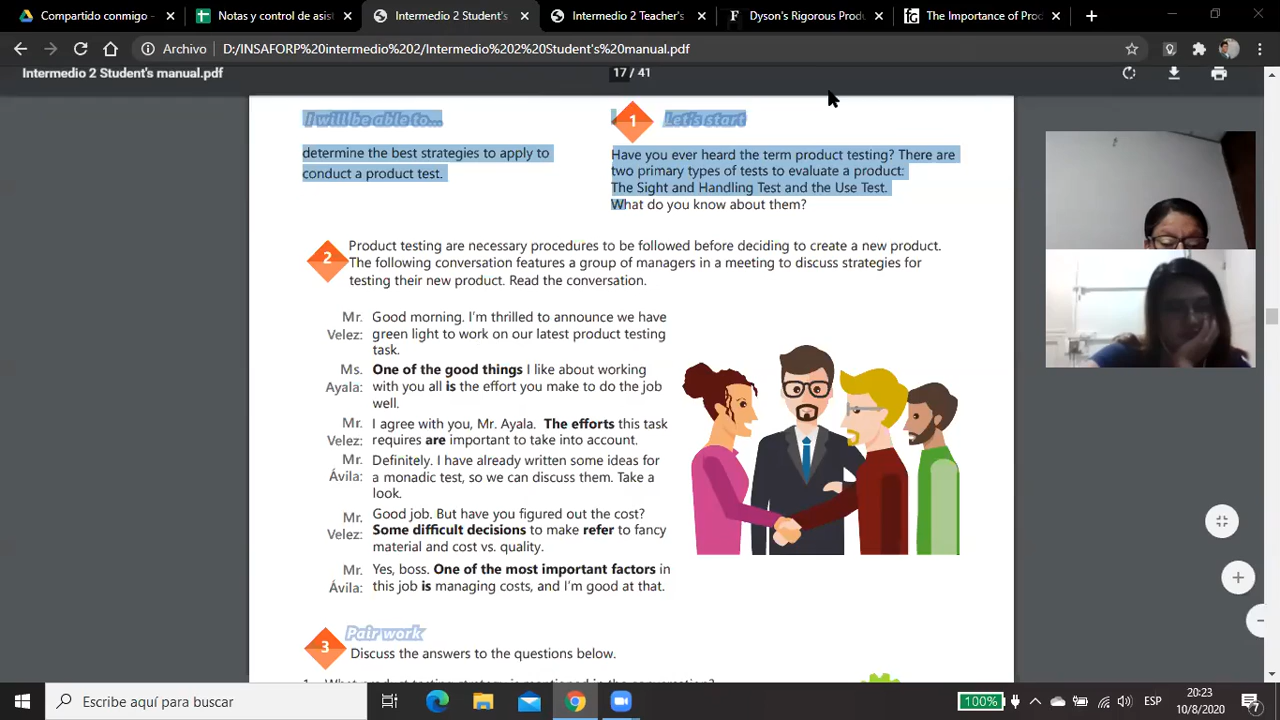 Compartido conmigo -
Notas y control de asis
Intermedio 2 Student's
Intermedio 2 Teacher's
Dyson's Rigorous Produ
The Importance of Proc
Archivo
D:/INSAFORP%20intermedio%202/Intermedio%202%20Student's%20manual.pdf
Intermedio 2 Student's manual.pdf
17 / 41
I will be able to...
determine the best strategies to apply to
conduct a product test.
1
Let's start
Have you ever heard the term product testing? There are
two primary types of tests to evaluate a product:
The Sight and Handling Test and the Use Test.
What do you know about them?
2
Product testing are necessary procedures to be followed before deciding to create a new product.
The following conversation features a group of managers in a meeting to discuss strategies for
testing their new product. Read the conversation.
Mr. Good morning. I'm thrilled to announce we have
Velez: green light to work on our latest product testing
task.
Ms. One of the good things I like about working
Ayala: with you all is the effort you make to do the job
well.
Mr. I agree with you, Mr. Ayala. The efforts this task
Velez: requires are important to take into account.
Mr. Definitely. I have already written some ideas for
Ávila: a monadic test, so we can discuss them. Take a
look.
Mr. Good job. But have you figured out the cost?
Velez: Some difficult decisions to make refer to fancy
material and cost vs. quality.
Mr. Yes, boss. One of the most important factors in
Ávila: this job is managing costs, and I'm good at that.
3
Pair work
Discuss the answers to the questions below.
1. What product testing strategy is mentioned in the conversation?
Escribe aquí para buscar
100%
ESP
20:23
10/8/2020
7